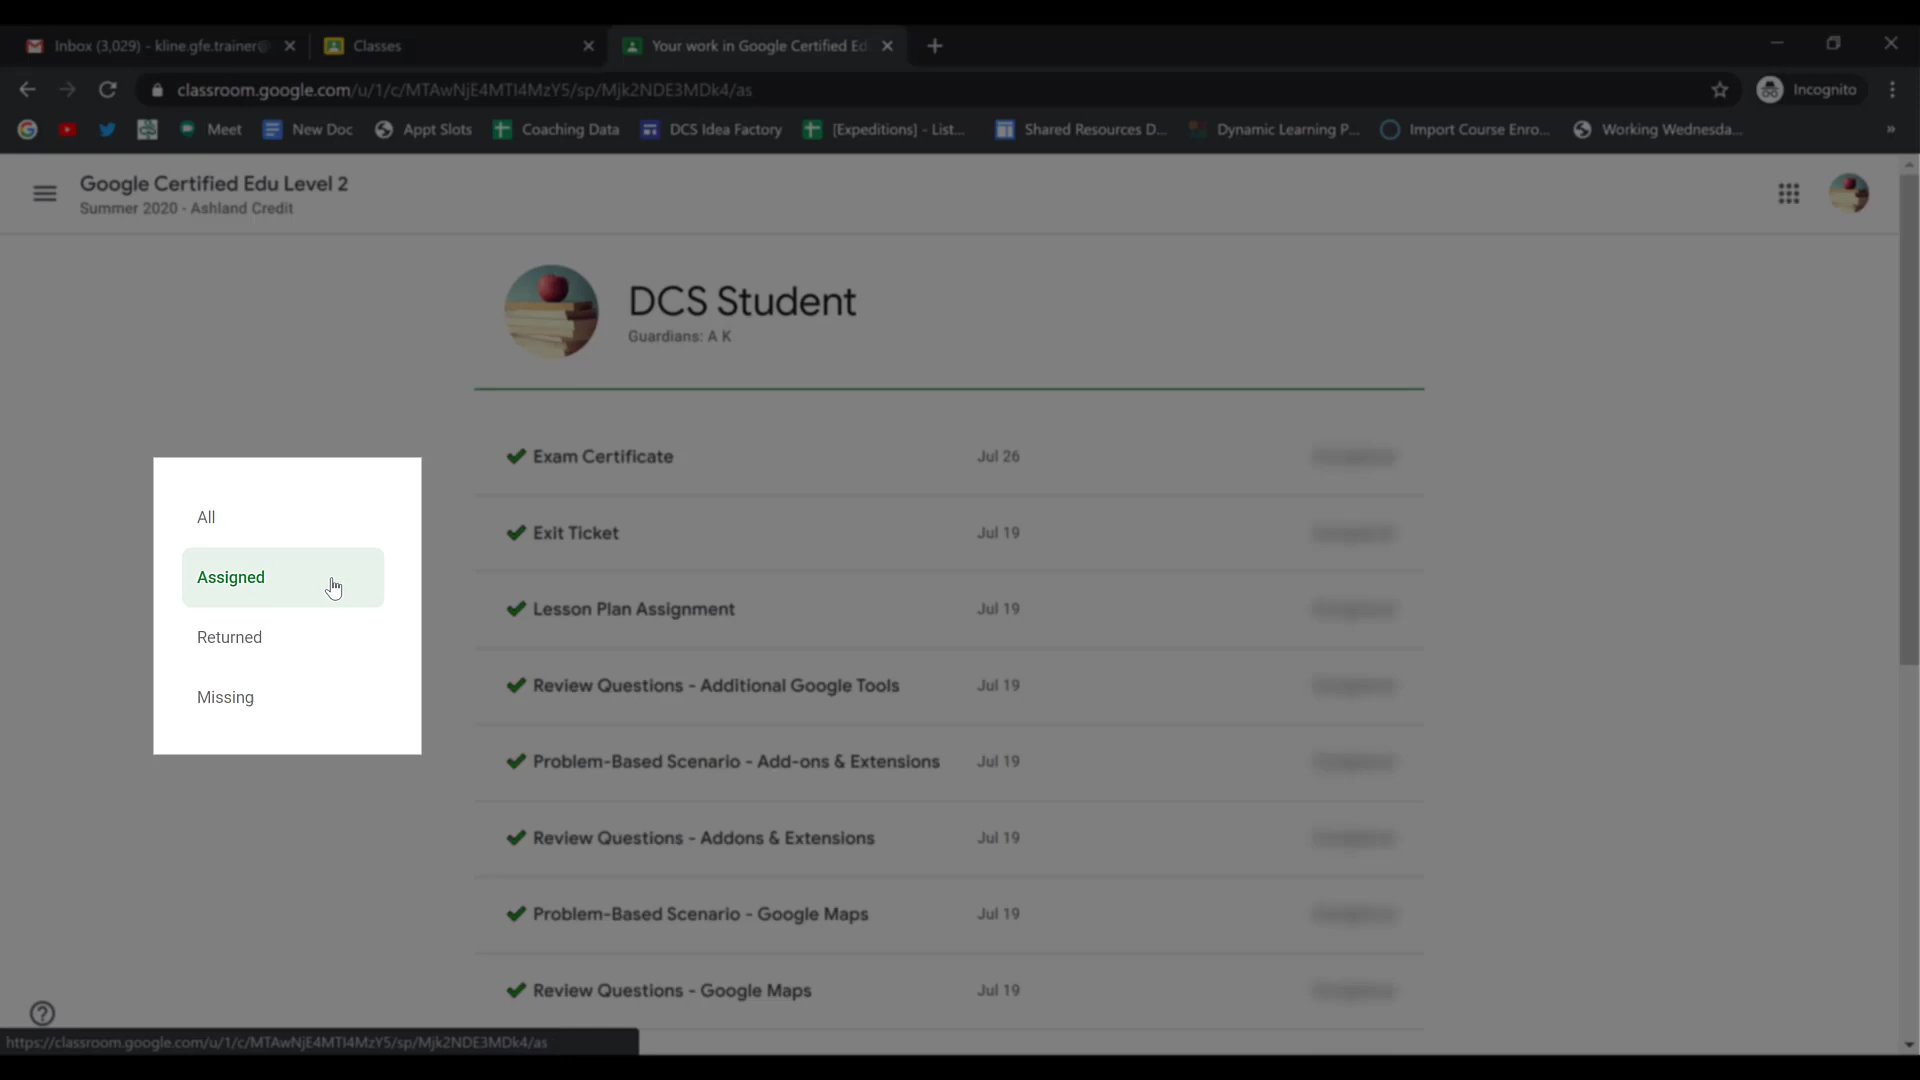 Inbox (3,029) - kline.gfe.trainer@
Classes
Your work in Google Certified Ed
classroom.google.com/u/1/c/MTAwNjE4MTI4MzY5/sp/Mjk2NDE3MDk4/as
Incognito
Meet
New Doc
Appt Slots
Coaching Data
DCS Idea Factory
[Expeditions] - List...
Shared Resources D...
Dynamic Learning P...
Import Course Enro...
Working Wednesda...
»
Google Certified Edu Level 2
Summer 2020 - Ashland Credit
DCS Student
Guardians: A K
All
Assigned
Returned
Missing
Exam Certificate Jul 26
Exit Ticket Jul 19
Lesson Plan Assignment Jul 19
Review Questions - Additional Google Tools Jul 19
Problem-Based Scenario - Add-ons & Extensions Jul 19
Review Questions - Addons & Extensions Jul 19
Problem-Based Scenario - Google Maps Jul 19
Review Questions - Google Maps Jul 19
https://classroom.google.com/u/1/c/MTAwNjE4MTI4MzY5/sp/Mjk2NDE3MDk4/as